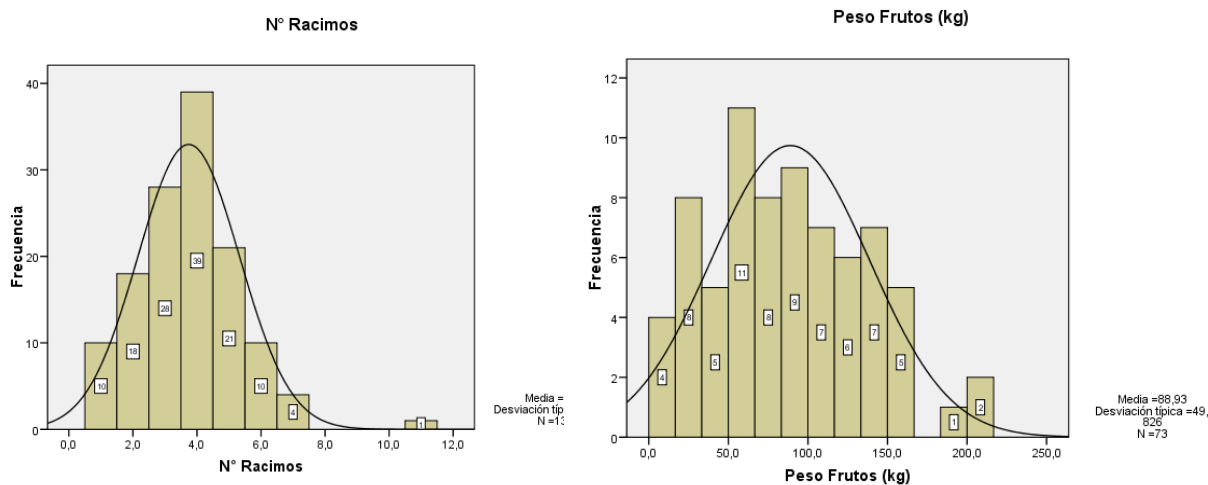 N° Racimos
Frecuencia
40
30
20
10
0
10
18
28
39
21
10
4
1
0,0 2,0 4,0 6,0 8,0 10,0 12,0
N° Racimos
Media =
Desviación típ
N =13
Peso Frutos (kg)
Frecuencia
12
10
8
6
4
2
0
4
8
5
11
8
9
7
6
7
5
1
2
0,0 50,0 100,0 150,0 200,0 250,0
Peso Frutos (kg)
Media =88,93
Desviación típica =49,
826
N =73